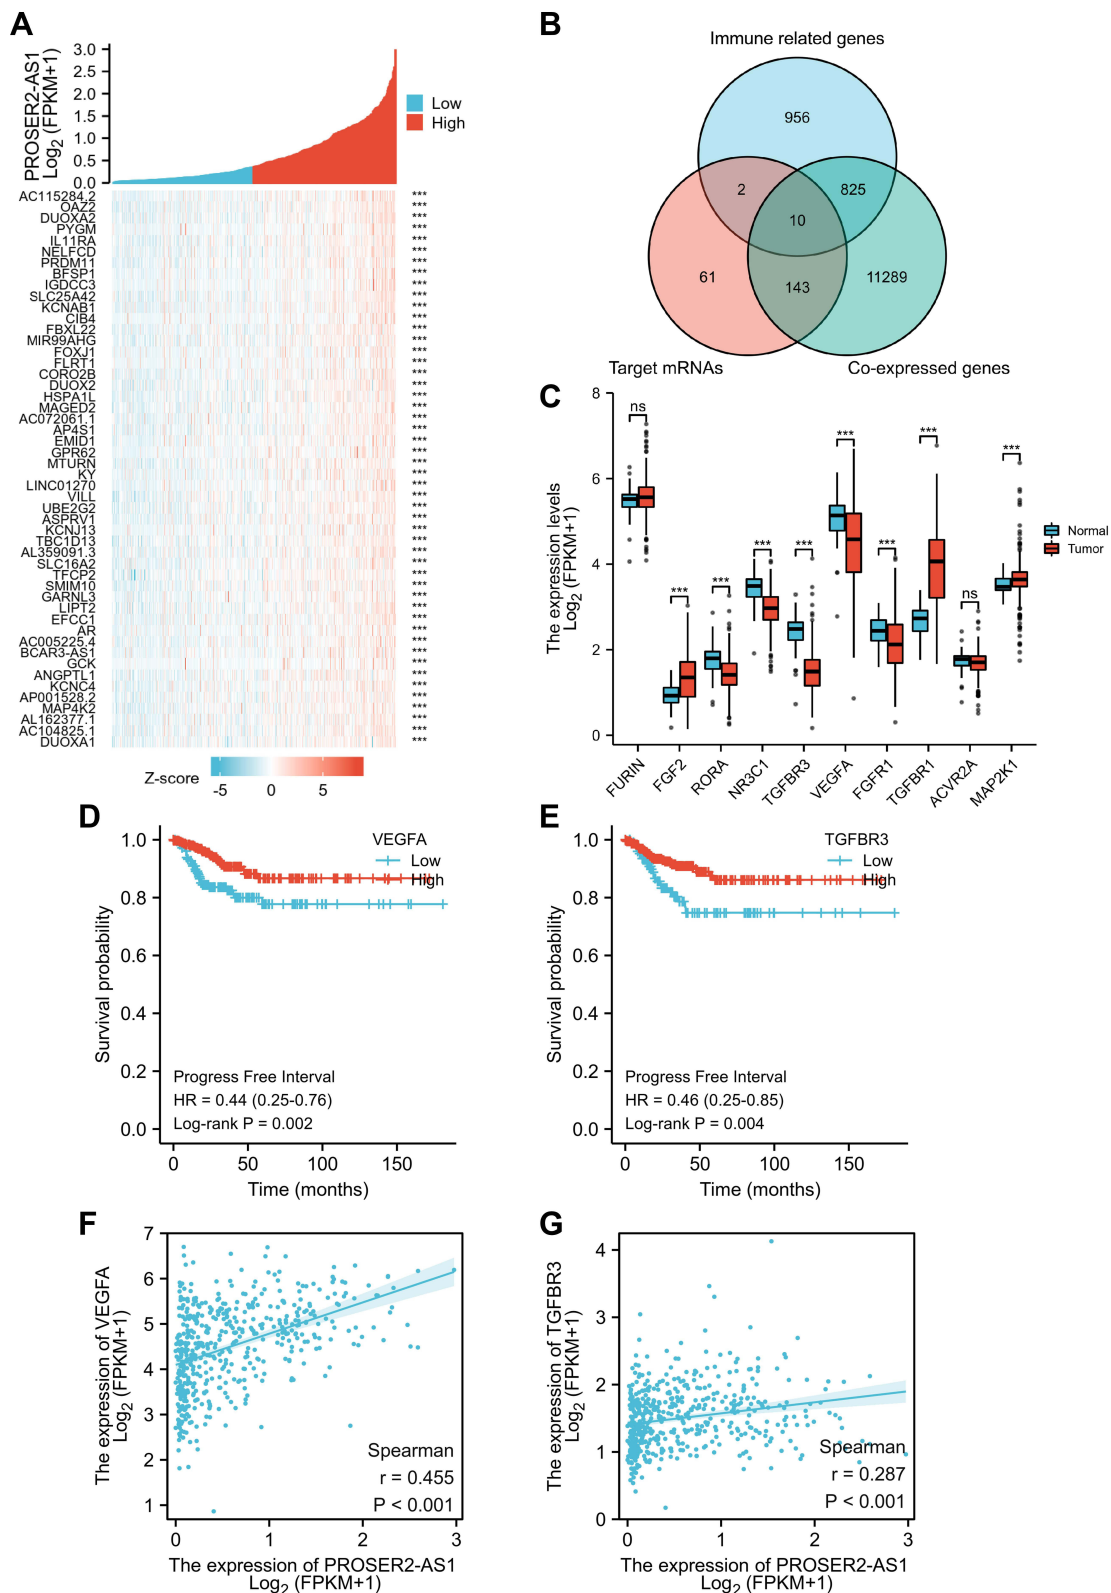 A
PROSER2-AS1
Log2 (FPKM+1)
3.0
2.5
2.0
1.5
1.0
0.5
0.0
Low
High
AC115284.2 ***
OAZ2 ***
DUOXA2 ***
PYGM ***
IL11RA ***
NELFCD ***
PRDM11 ***
BFSP1 ***
IGDCC3 ***
SLC25A42 ***
KCNAB1 ***
CIB4 ***
FBXL22 ***
MIR99AHG ***
FOXJ1 ***
FLRT1 ***
CORO2B ***
DUOX2 ***
HSPA1L ***
MAGED2 ***
AC072061.1 ***
AP4S1 ***
EMID1 ***
GPR62 ***
MTURN ***
KY ***
LINC01270 ***
VILL ***
UBE2G2 ***
ASPRV1 ***
KCNJ13 ***
TBC1D13 ***
AL359091.3 ***
SLC16A2 ***
TFCP2 ***
SMIM10 ***
GARNL3 ***
LIPT2 ***
EFCC1 ***
AR ***
AC005225.4 ***
BCAR3-AS1 ***
GCK ***
ANGPTL1 ***
KCNC4 ***
AP001528.2 ***
MAP4K2 ***
AL162377.1 ***
AC104825.1 ***
DUOXA1 ***
Z-score
-5 0 5
B
Immune related genes
956
2
825
10
61
143
11289
Target mRNAs
Co-expressed genes
C
The expression levels
Log2 (FPKM+1)
8
6
4
2
0
ns
***
***
***
***
***
***
***
ns
***
Normal
Tumor
FURIN
FGF2
RORA
NR3C1
TGFBR3
VEGFA
FGFR1
TGFBR1
ACVR2A
MAP2K1
D
Survival probability
1.0
0.8
0.6
0.4
0.2
0.0
VEGFA
Low
High
Progress Free Interval
HR = 0.44 (0.25-0.76)
Log-rank P = 0.002
0 50 100 150
Time (months)
E
Survival probability
1.0
0.8
0.6
0.4
0.2
0.0
TGFBR3
Low
High
Progress Free Interval
HR = 0.46 (0.25-0.85)
Log-rank P = 0.004
0 50 100 150
Time (months)
F
The expression of VEGFA
Log2 (FPKM+1)
7
6
5
4
3
2
1
Spearman
r = 0.455
P < 0.001
0 1 2 3
The expression of PROSER2-AS1
Log2 (FPKM+1)
G
The expression of TGFBR3
Log2 (FPKM+1)
4
3
2
1
0
Spearman
r = 0.287
P < 0.001
0 1 2 3
The expression of PROSER2-AS1
Log2 (FPKM+1)